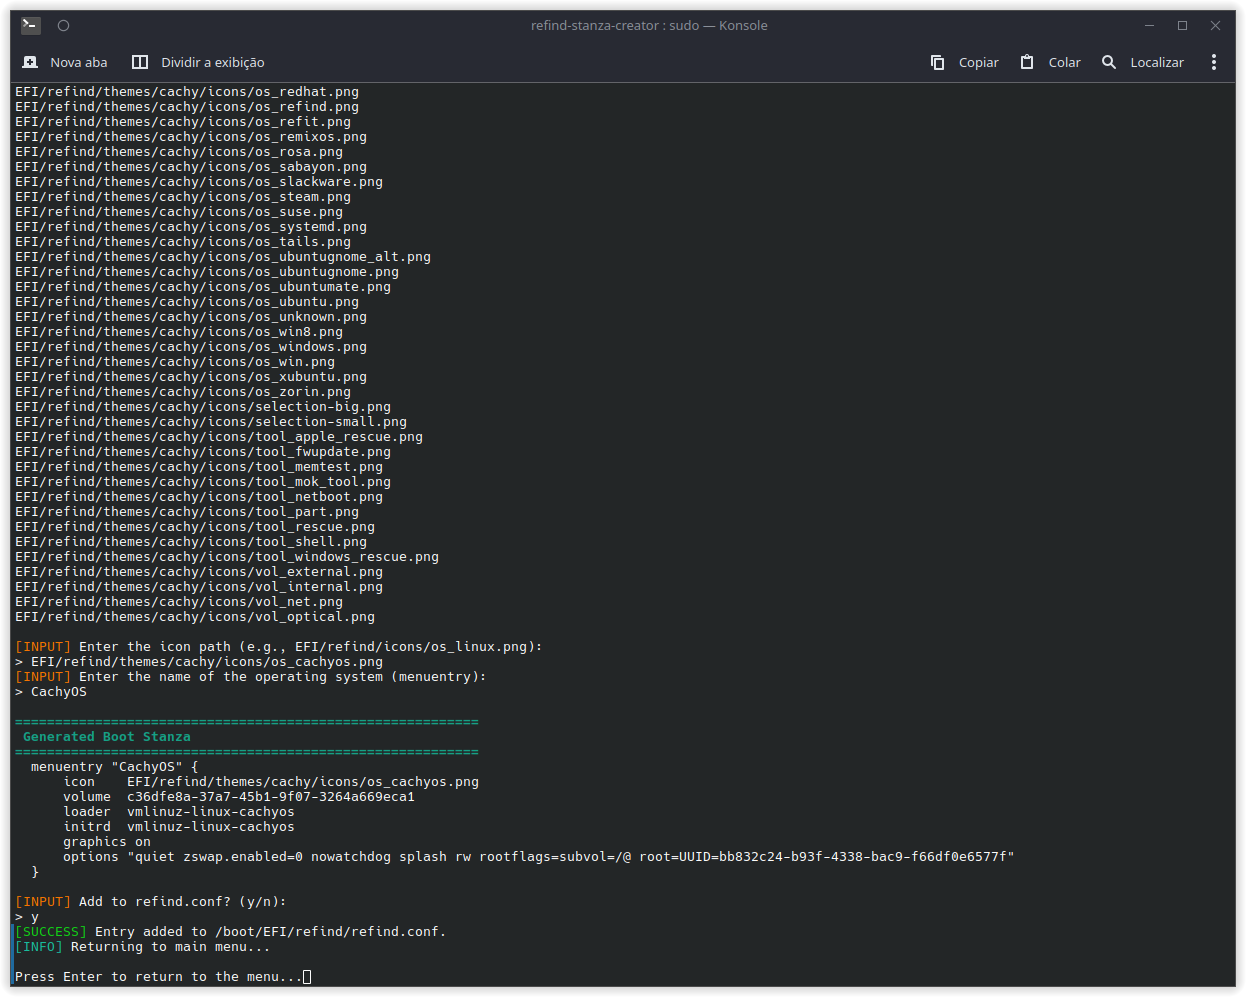 refind-stanza-creator : sudo — Konsole
Nova aba Dividir a exibição Copiar Colar Localizar
EFI/refind/themes/cachy/icons/os_redhat.png
EFI/refind/themes/cachy/icons/os_refind.png
EFI/refind/themes/cachy/icons/os_refit.png
EFI/refind/themes/cachy/icons/os_remixos.png
EFI/refind/themes/cachy/icons/os_rosa.png
EFI/refind/themes/cachy/icons/os_sabayon.png
EFI/refind/themes/cachy/icons/os_slackware.png
EFI/refind/themes/cachy/icons/os_steam.png
EFI/refind/themes/cachy/icons/os_suse.png
EFI/refind/themes/cachy/icons/os_systemd.png
EFI/refind/themes/cachy/icons/os_tails.png
EFI/refind/themes/cachy/icons/os_ubuntugnome_alt.png
EFI/refind/themes/cachy/icons/os_ubuntugnome.png
EFI/refind/themes/cachy/icons/os_ubuntumate.png
EFI/refind/themes/cachy/icons/os_ubuntu.png
EFI/refind/themes/cachy/icons/os_unknown.png
EFI/refind/themes/cachy/icons/os_win8.png
EFI/refind/themes/cachy/icons/os_windows.png
EFI/refind/themes/cachy/icons/os_win.png
EFI/refind/themes/cachy/icons/os_xubuntu.png
EFI/refind/themes/cachy/icons/os_zorin.png
EFI/refind/themes/cachy/icons/selection-big.png
EFI/refind/themes/cachy/icons/selection-small.png
EFI/refind/themes/cachy/icons/tool_apple_rescue.png
EFI/refind/themes/cachy/icons/tool_fwupdate.png
EFI/refind/themes/cachy/icons/tool_memtest.png
EFI/refind/themes/cachy/icons/tool_mok_tool.png
EFI/refind/themes/cachy/icons/tool_netboot.png
EFI/refind/themes/cachy/icons/tool_part.png
EFI/refind/themes/cachy/icons/tool_rescue.png
EFI/refind/themes/cachy/icons/tool_shell.png
EFI/refind/themes/cachy/icons/tool_windows_rescue.png
EFI/refind/themes/cachy/icons/vol_external.png
EFI/refind/themes/cachy/icons/vol_internal.png
EFI/refind/themes/cachy/icons/vol_net.png
EFI/refind/themes/cachy/icons/vol_optical.png
[INPUT] Enter the icon path (e.g., EFI/refind/icons/os_linux.png):
> EFI/refind/themes/cachy/icons/os_cachyos.png
[INPUT] Enter the name of the operating system (menuentry):
> CachyOS
==========================================================
Generated Boot Stanza
==========================================================
menuentry "CachyOS" {
icon EFI/refind/themes/cachy/icons/os_cachyos.png
volume c36dfe8a-37a7-45b1-9f07-3264a669eca1
loader vmlinuz-linux-cachyos
initrd vmlinuz-linux-cachyos
graphics on
options "quiet zswap.enabled=0 nowatchdog splash rw rootflags=subvol=/@ root=UUID=bb832c24-b93f-4338-bac9-f66df0e6577f"
}
[INPUT] Add to refind.conf? (y/n):
> y
[SUCCESS] Entry added to /boot/EFI/refind/refind.conf.
[INFO] Returning to main menu...
Press Enter to return to the menu...